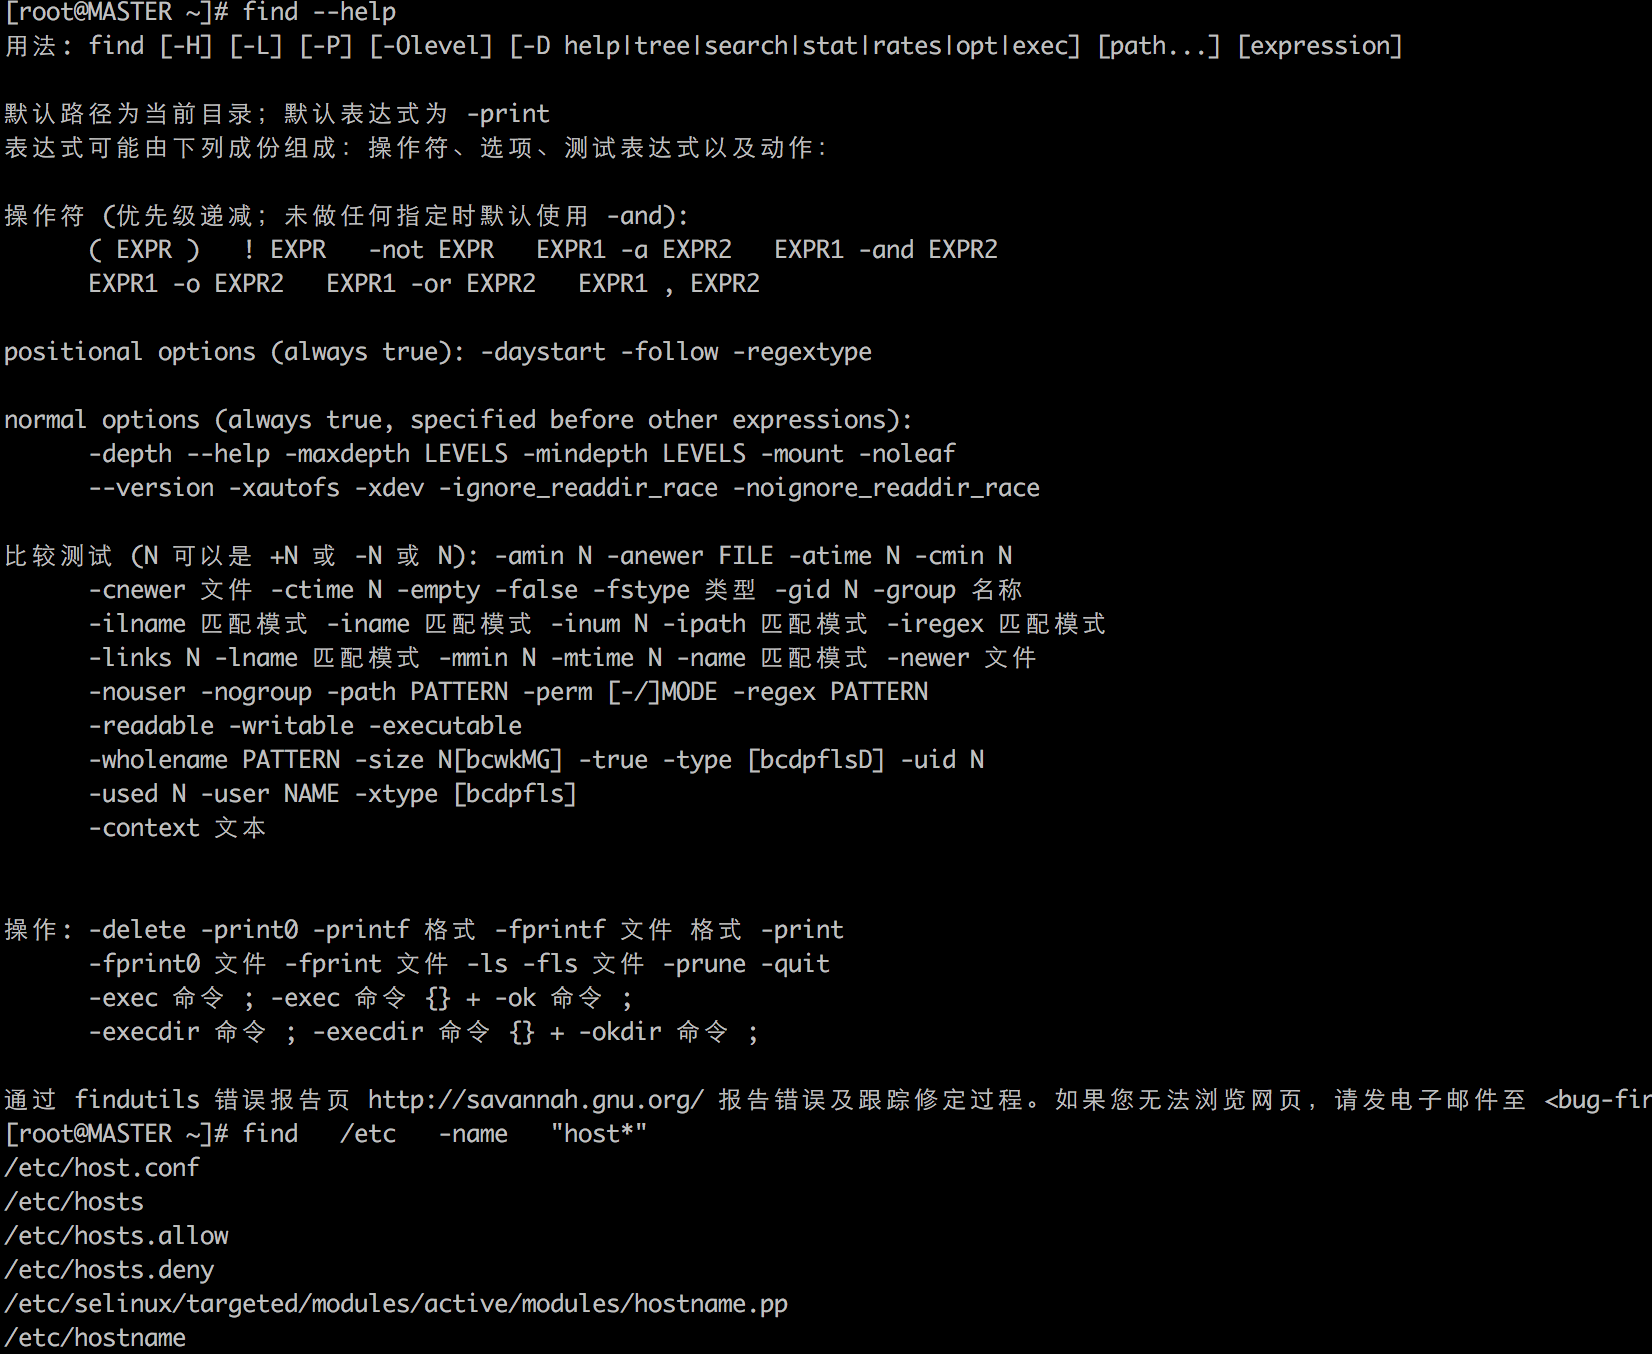 [root@MASTER ~]# find --help
用法: find [-H] [-L] [-P] [-Olevel] [-D help|tree|search|stat|rates|opt|exec] [path...] [expression]
默认路径为当前目录；默认表达式为 -print
表达式可能由下列成份组成：操作符、选项、测试表达式以及动作：
操作符 (优先级递减；未做任何指定时默认使用 -and):
( EXPR )   ! EXPR   -not EXPR   EXPR1 -a EXPR2   EXPR1 -and EXPR2
EXPR1 -o EXPR2   EXPR1 -or EXPR2   EXPR1 , EXPR2
positional options (always true): -daystart -follow -regextype
normal options (always true, specified before other expressions):
-depth --help -maxdepth LEVELS -mindepth LEVELS -mount -noleaf
--version -xautofs -xdev -ignore_readdir_race -noignore_readdir_race
比较测试 (N 可以是 +N 或 -N 或 N): -amin N -anewer FILE -atime N -cmin N
-cnewer 文件 -ctime N -empty -false -fstype 类型 -gid N -group 名称
-ilname 匹配模式 -iname 匹配模式 -inum N -ipath 匹配模式 -iregex 匹配模式
-links N -lname 匹配模式 -mmin N -mtime N -name 匹配模式 -newer 文件
-nouser -nogroup -path PATTERN -perm [-/]MODE -regex PATTERN
-readable -writable -executable
-wholename PATTERN -size N[bcwkMG] -true -type [bcdpflsD] -uid N
-used N -user NAME -xtype [bcdpfls]
-context 文本
操作: -delete -print0 -printf 格式 -fprintf 文件 格式 -print
-fprint0 文件 -fprint 文件 -ls -fls 文件 -prune -quit
-exec 命令 ; -exec 命令 {} + -ok 命令 ;
-execdir 命令 ; -execdir 命令 {} + -okdir 命令 ;
通过 findutils 错误报告页 http://savannah.gnu.org/ 报告错误及跟踪修定过程。如果您无法浏览网页，请发电子邮件至 <bug-fin
[root@MASTER ~]# find   /etc   -name   "host*"
/etc/host.conf
/etc/hosts
/etc/hosts.allow
/etc/hosts.deny
/etc/selinux/targeted/modules/active/modules/hostname.pp
/etc/hostname